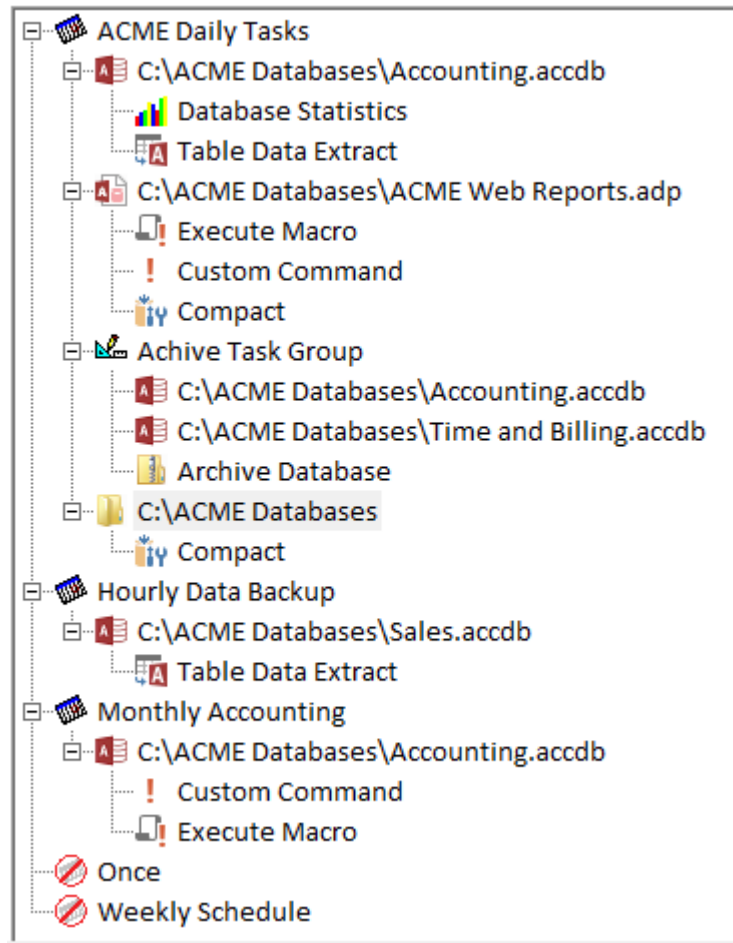 ACME Daily Tasks
C:\ACME Databases\Accounting.accdb
Database Statistics
Table Data Extract
C:\ACME Databases\ACME Web Reports.adp
Execute Macro
Custom Command
Compact
Achive Task Group
C:\ACME Databases\Accounting.accdb
C:\ACME Databases\Time and Billing.accdb
Archive Database
C:\ACME Databases
Compact
Hourly Data Backup
C:\ACME Databases\Sales.accdb
Table Data Extract
Monthly Accounting
C:\ACME Databases\Accounting.accdb
Custom Command
Execute Macro
Once
Weekly Schedule